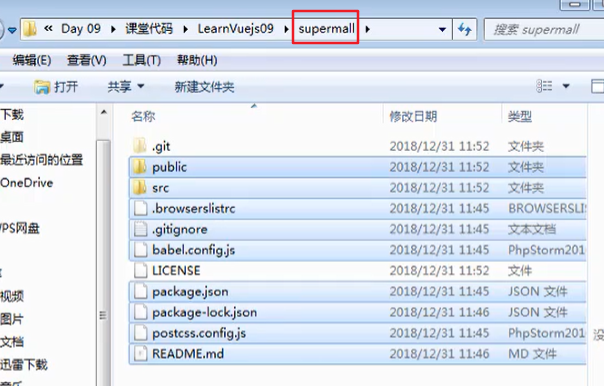 « Day 09 ▸ 课堂代码 ▸ LearnVuejs09 ▸ supermall ▸ 搜索 supermall
编辑(E) 查看(V) 工具(T) 帮助(H)
打开 共享 新建文件夹
名称 修改日期 类型
下载
桌面
最近访问的位置
OneDrive
WPS网盘
视频
图片
文档
迅雷下载
音乐
.git 2018/12/31 11:52 文件夹
public 2018/12/31 11:52 文件夹
src 2018/12/31 11:52 文件夹
.browserslistrc 2018/12/31 11:45 BROWSERSLIS
.gitignore 2018/12/31 11:45 文本文档
babel.config.js 2018/12/31 11:45 PhpStorm201
LICENSE 2018/12/31 11:52 文件
package.json 2018/12/31 11:45 JSON 文件
package-lock.json 2018/12/31 11:46 JSON 文件
postcss.config.js 2018/12/31 11:45 PhpStorm201
README.md 2018/12/31 11:46 MD 文件
没